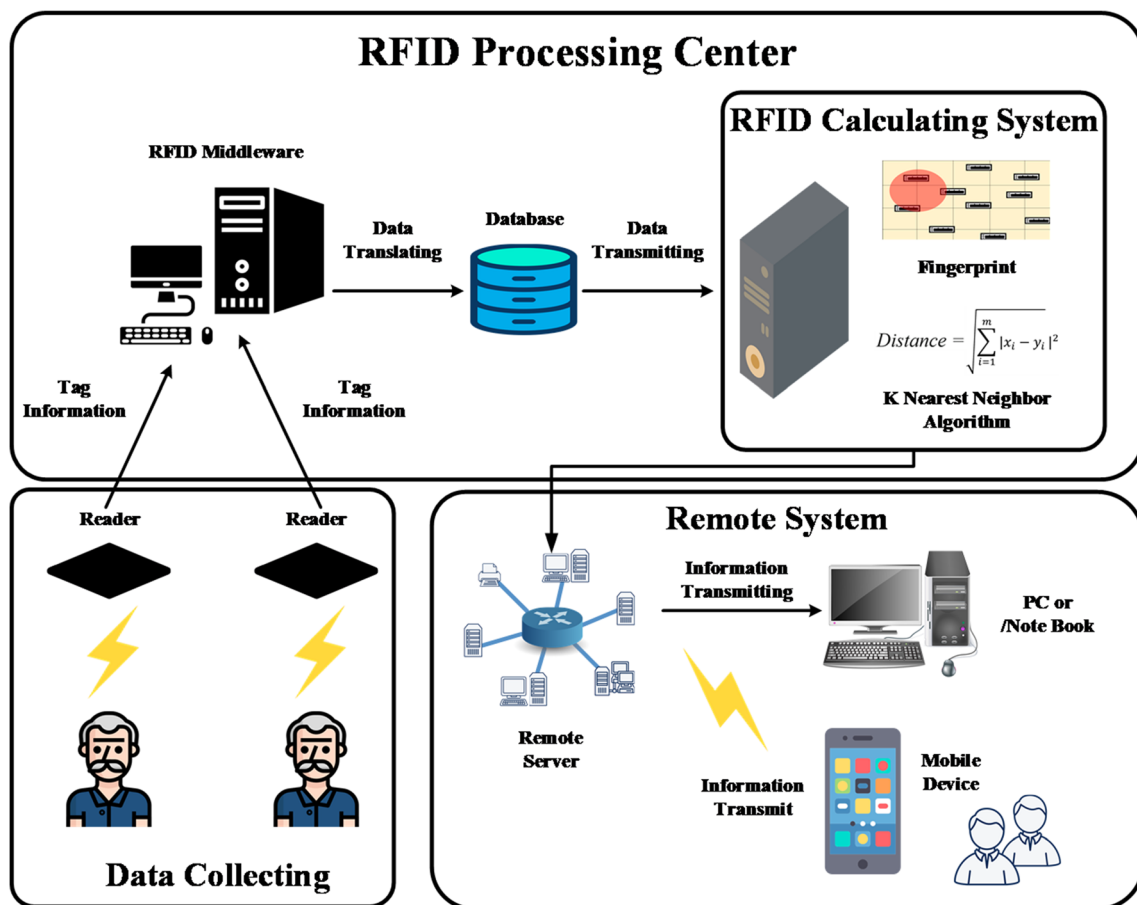 RFID Processing Center
RFID Middleware
Data
Translating
Database
Data
Transmitting
RFID Calculating System
Fingerprint
Distance = √∑_{i=1}^{m} |x_i − y_i|²
K Nearest Neighbor
Algorithm
Tag
Information
Tag
Information
Reader
Reader
Data Collecting
Remote System
Information
Transmitting
PC or
/Note Book
Remote
Server
Information
Transmit
Mobile
Device